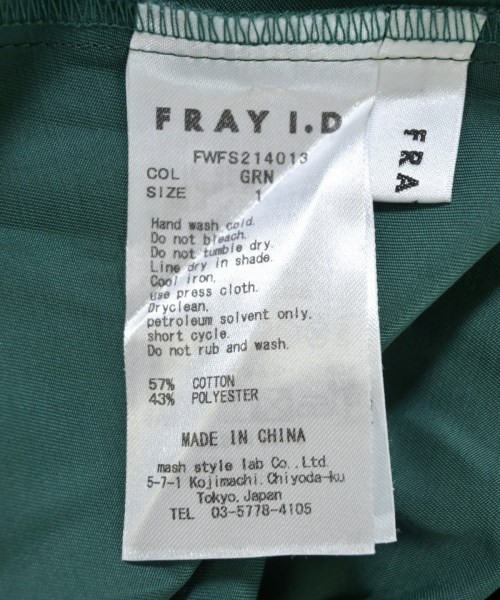 FRAY I.D
FWFS214013
COL GRN
SIZE 1
Hand wash cold.
Do not bleach.
Do not tumble dry.
Line dry in shade.
Cool iron,
use press cloth.
Dryclean,
petroleum solvent only.
short cycle.
Do not rub and wash.
57% COTTON
43% POLYESTER
MADE IN CHINA
mash style lab Co.,Ltd.
5-7-1 Kojimachi,Chiyoda-ku
Tokyo,Japan
TEL 03-5778-4105
FRA